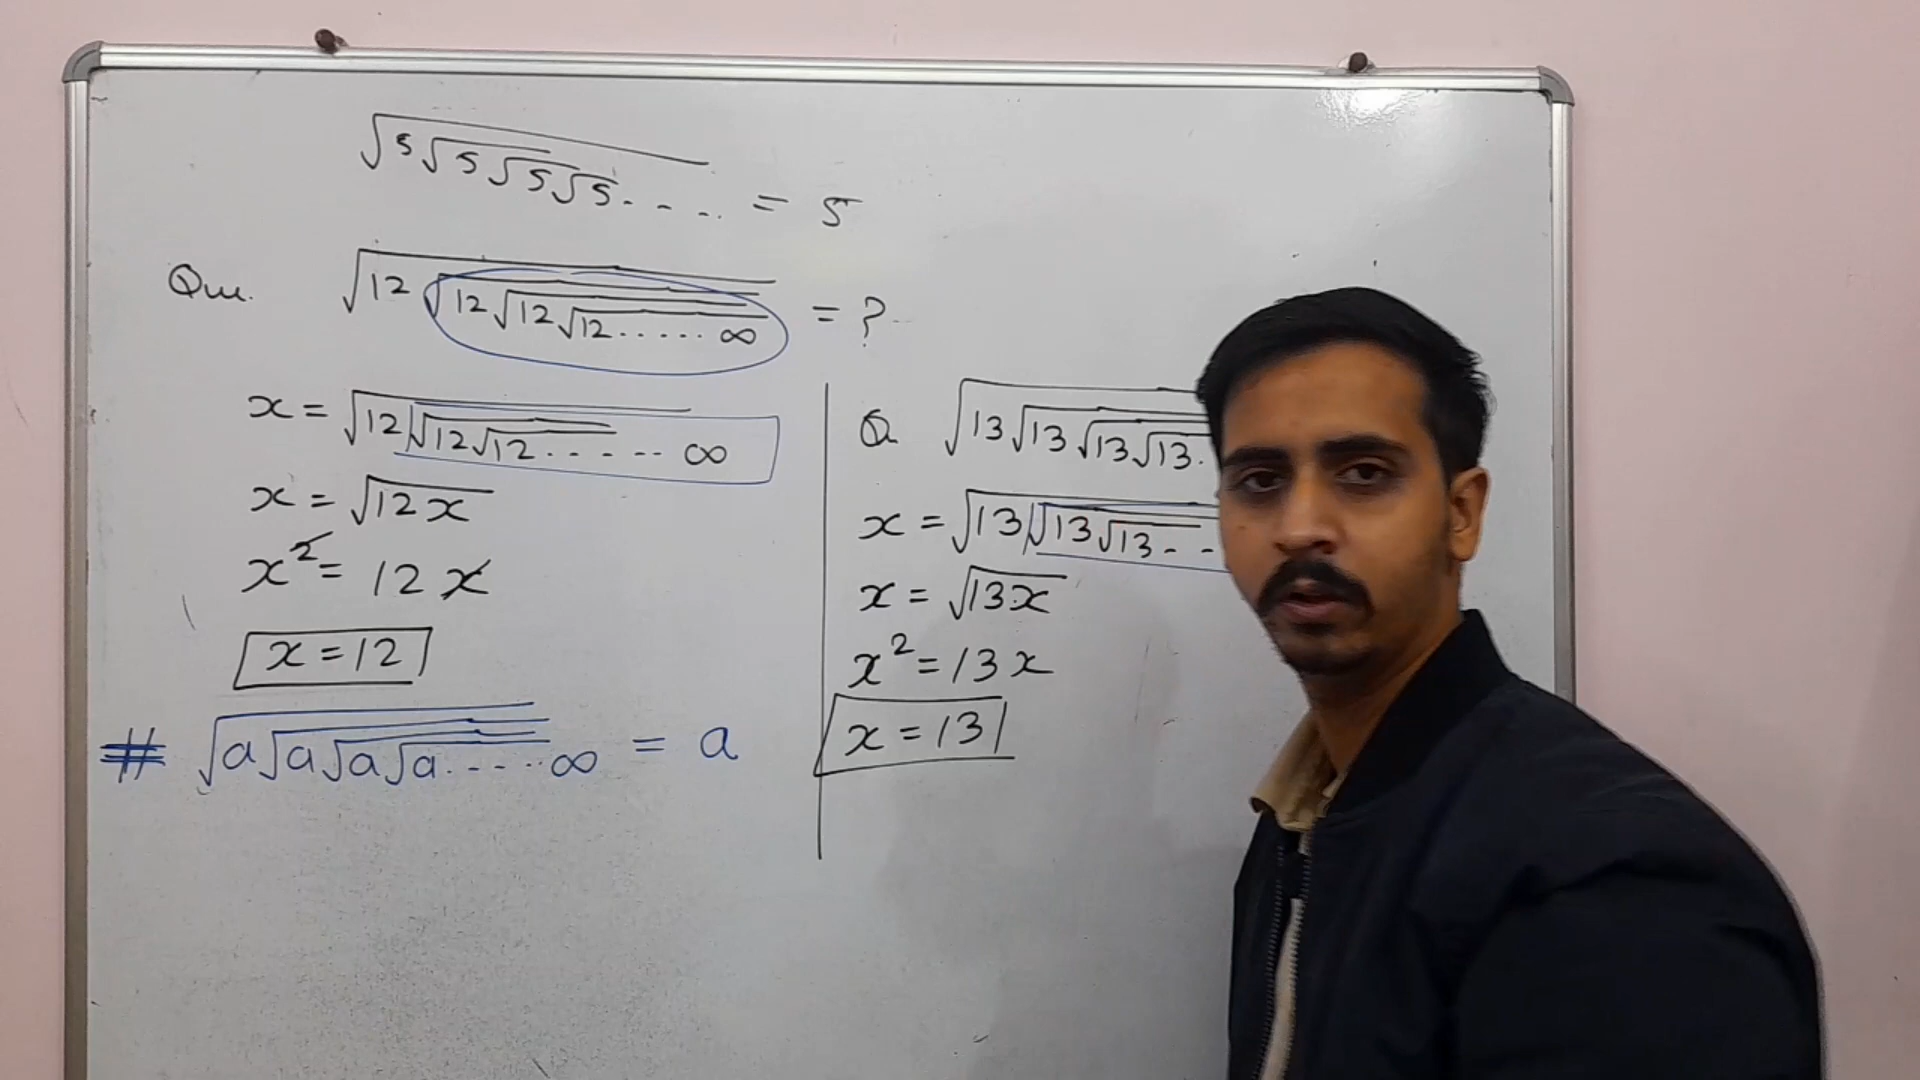 √5√5√5√5.... = 5
Que. √12√12√12√12......∞ = ?
x = √12√12√12......∞
x = √12x
x² = 12x
x = 12
# √a√a√a√a.....∞ = a
Q √13√13√13√13.
x = √13√13√13--
x = √13x
x² = 13x
x = 13